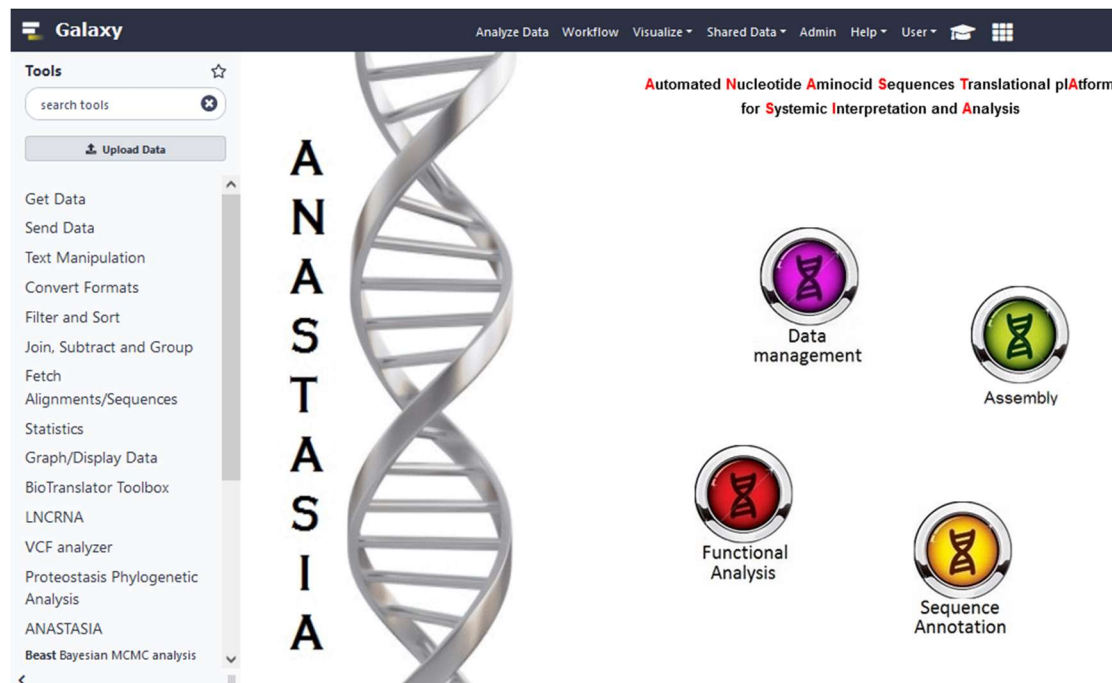 Galaxy
Analyze Data Workflow Visualize Shared Data Admin Help User
Tools
search tools
Upload Data
Get Data
Send Data
Text Manipulation
Convert Formats
Filter and Sort
Join, Subtract and Group
Fetch
Alignments/Sequences
Statistics
Graph/Display Data
BioTranslator Toolbox
LNCRNA
VCF analyzer
Proteostasis Phylogenetic
Analysis
ANASTASIA
Beast Bayesian MCMC analysis
A
N
A
S
T
A
S
I
A
Automated Nucleotide Aminocid Sequences Translational plAtform
for Systemic Interpretation and Analysis
Data
management
Assembly
Functional
Analysis
Sequence
Annotation